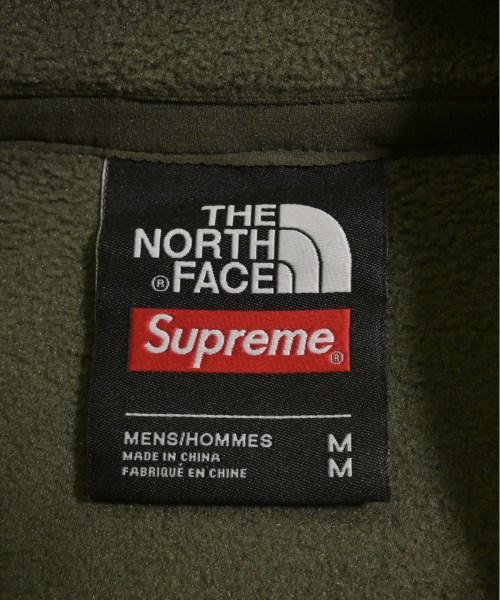 THE
NORTH
® FACE
Supreme®
MENS/HOMMES M
MADE IN CHINA
FABRIQUÉ EN CHINE M